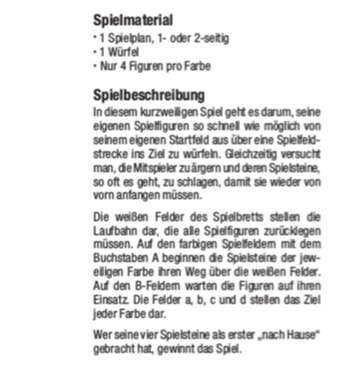 Spielmaterial
• 1 Spielplan, 1- oder 2-seitig
• 1 Würfel
• Nur 4 Figuren pro Farbe
Spielbeschreibung
In diesem kurzweiligen Spiel geht es darum, seine
eigenen Spielfiguren so schnell wie möglich von
seinem eigenen Startfeld aus über eine Spielfeld-
strecke ins Ziel zu würfeln. Gleichzeitig versucht
man, die Mitspieler zu ärgern und deren Spielsteine,
so oft es geht, zu schlagen, damit sie wieder von
vorn anfangen müssen.
Die weißen Felder des Spielbretts stellen die
Laufbahn dar, die alle Spielfiguren zurücklegen
müssen. Auf den farbigen Spielfeldern mit dem
Buchstaben A beginnen die Spielsteine der jew-
eiligen Farbe ihren Weg über die weißen Felder.
Auf den B-Feldern warten die Figuren auf ihren
Einsatz. Die Felder a, b, c und d stellen das Ziel
jeder Farbe dar.
Wer seine vier Spielsteine als erster „nach Hause“
gebracht hat, gewinnt das Spiel.